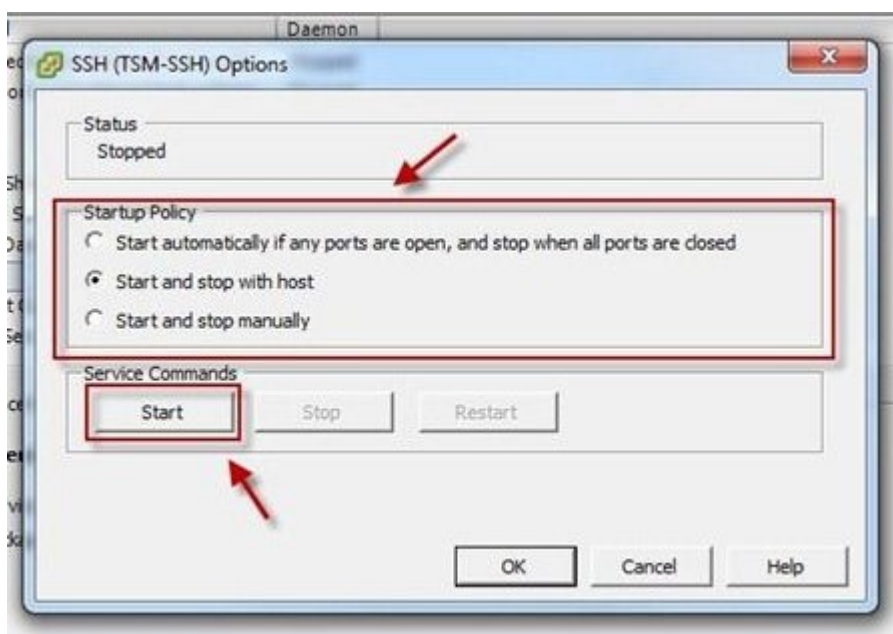 Daemon
SSH (TSM-SSH) Options
Status
Stopped
Startup Policy
Start automatically if any ports are open, and stop when all ports are closed
Start and stop with host
Start and stop manually
Service Commands
Start Stop Restart
OK Cancel Help